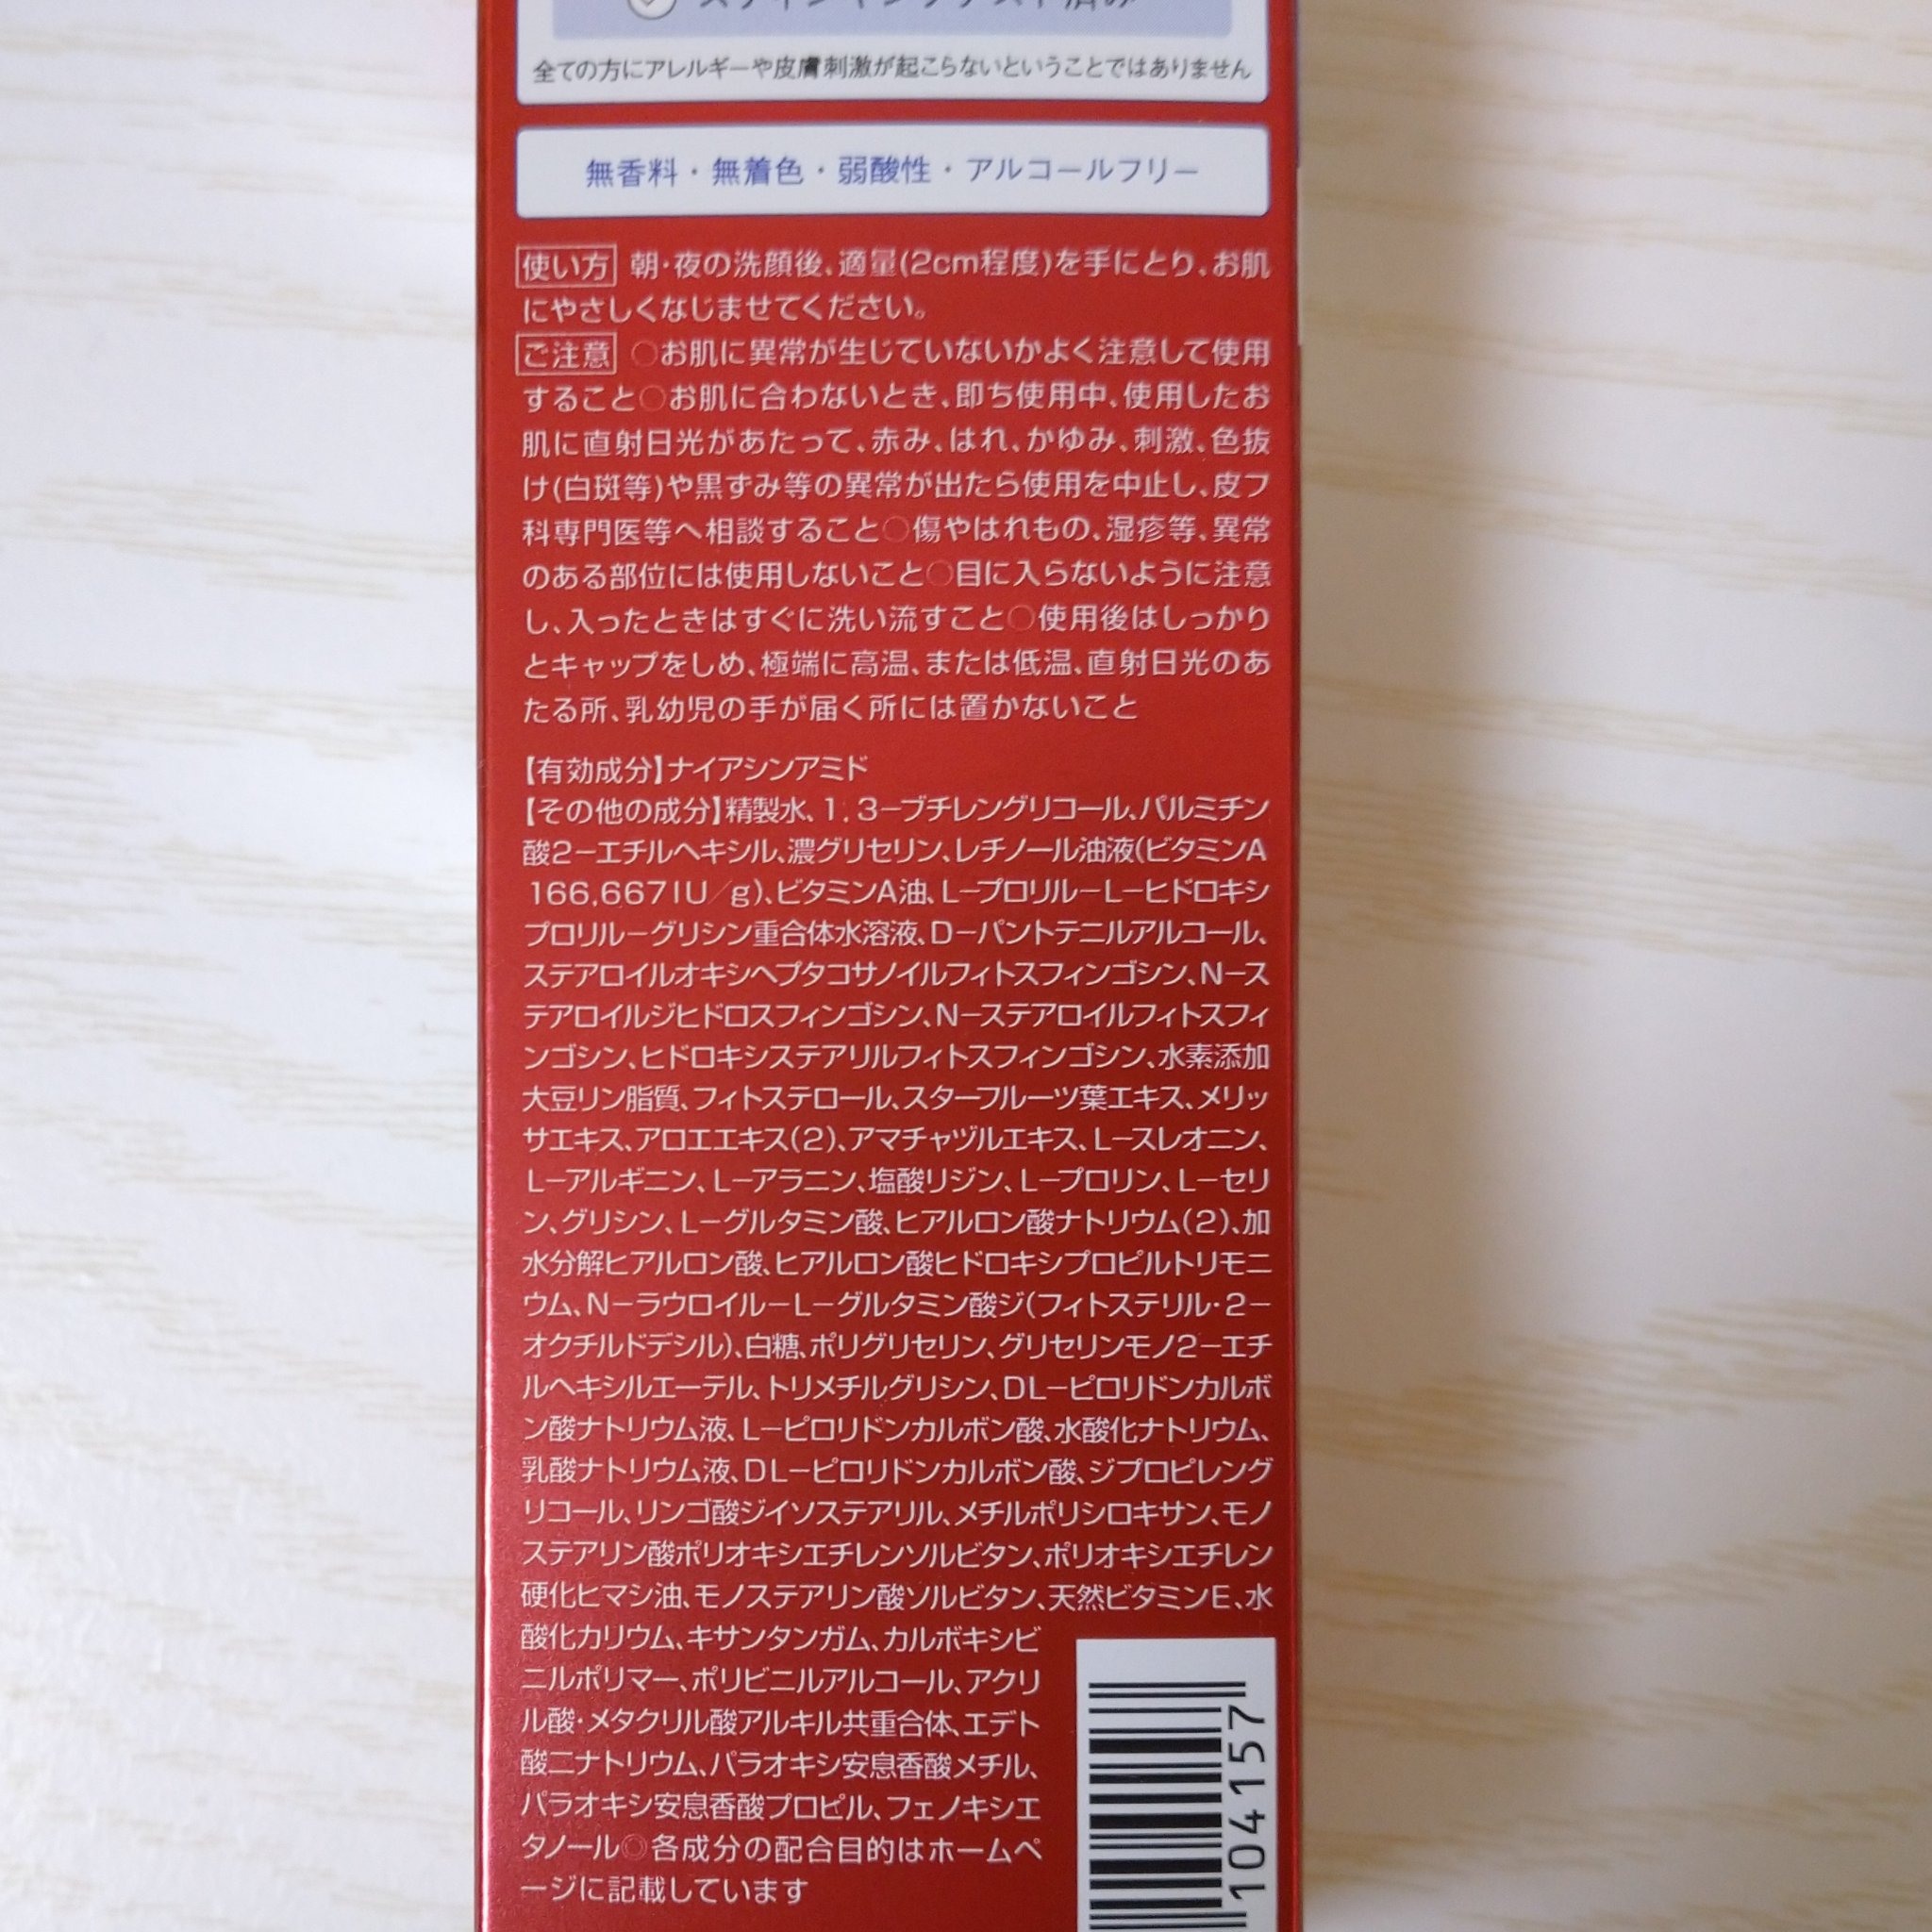 全ての方にアレルギーや皮膚刺激が起こらないということではありません
無香料・無着色・弱酸性・アルコールフリー
使い方 朝・夜の洗顔後、適量(2cm程度)を手にとり、お肌
にやさしくなじませてください。
ご注意 ○お肌に異常が生じていないかよく注意して使用
すること○お肌に合わないとき、即ち使用中、使用したお
肌に直射日光があたって、赤み、はれ、かゆみ、刺激、色抜
け(白斑等)や黒ずみ等の異常が出たら使用を中止し、皮フ
科専門医等へ相談すること○傷やはれもの、湿疹等、異常
のある部位には使用しないこと○目に入らないように注意
し、入ったときはすぐに洗い流すこと○使用後はしっかり
とキャップをしめ、極端に高温、または低温、直射日光のあ
たる所、乳幼児の手が届く所には置かないこと
【有効成分】ナイアシンアミド
【その他の成分】精製水、1,3－ブチレングリコール、パルミチン
酸2－エチルヘキシル、濃グリセリン、レチノール油液(ビタミンA
166,667IU／g)、ビタミンA油、L－プロリル－L－ヒドロキシ
プロリル－グリシン重合体水溶液、D－パントテニルアルコール、
ステアロイルオキシヘプタコサノイルフィトスフィンゴシン、N－ス
テアロイルジヒドロスフィンゴシン、N－ステアロイルフィトスフィ
ンゴシン、ヒドロキシステアリルフィトスフィンゴシン、水素添加
大豆リン脂質、フィトステロール、スターフルーツ葉エキス、メリッ
サエキス、アロエエキス(2)、アマチャヅルエキス、L－スレオニン、
L－アルギニン、L－アラニン、塩酸リジン、L－プロリン、L－セリ
ン、グリシン、L－グルタミン酸、ヒアルロン酸ナトリウム(2)、加
水分解ヒアルロン酸、ヒアルロン酸ヒドロキシプロピルトリモニ
ウム、N－ラウロイル－L－グルタミン酸ジ(フィトステリル・2－
オクチルドデシル)、白糖、ポリグリセリン、グリセリンモノ2－エチ
ルヘキシルエーテル、トリメチルグリシン、DL－ピロリドンカルボ
ン酸ナトリウム液、L－ピロリドンカルボン酸、水酸化ナトリウム、
乳酸ナトリウム液、DL－ピロリドンカルボン酸、ジプロピレング
リコール、リンゴ酸ジイソステアリル、メチルポリシロキサン、モノ
ステアリン酸ポリオキシエチレンソルビタン、ポリオキシエチレン
硬化ヒマシ油、モノステアリン酸ソルビタン、天然ビタミンE、水
酸化カリウム、キサンタンガム、カルボキシビ
ニルポリマー、ポリビニルアルコール、アクリ
ル酸・メタクリル酸アルキル共重合体、エデト
酸二ナトリウム、パラオキシ安息香酸メチル、
パラオキシ安息香酸プロピル、フェノキシエ
タノール◎各成分の配合目的はホームペ
ージに記載しています
104157